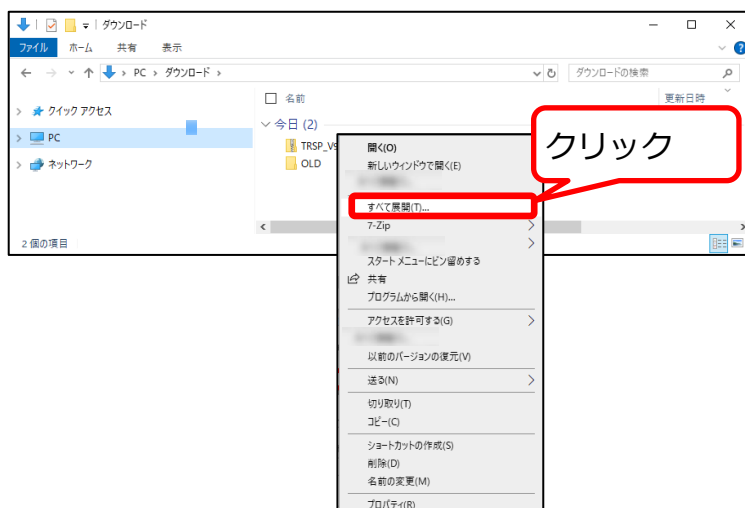 ダウンロード
ファイル ホーム 共有 表示
PC ダウンロード ダウンロードの検索
名前 更新日時
クイック アクセス
今日 (2)
PC
TRSP_Vs
ネットワーク
OLD
2 個の項目
クリック
開く(O)
新しいウィンドウで開く(E)
すべて展開(T)...
7-Zip
スタート メニューにピン留めする
共有
プログラムから開く(H)...
アクセスを許可する(G)
以前のバージョンの復元(V)
送る(N)
切り取り(T)
コピー(C)
ショートカットの作成(S)
削除(D)
名前の変更(M)
プロパティ(R)